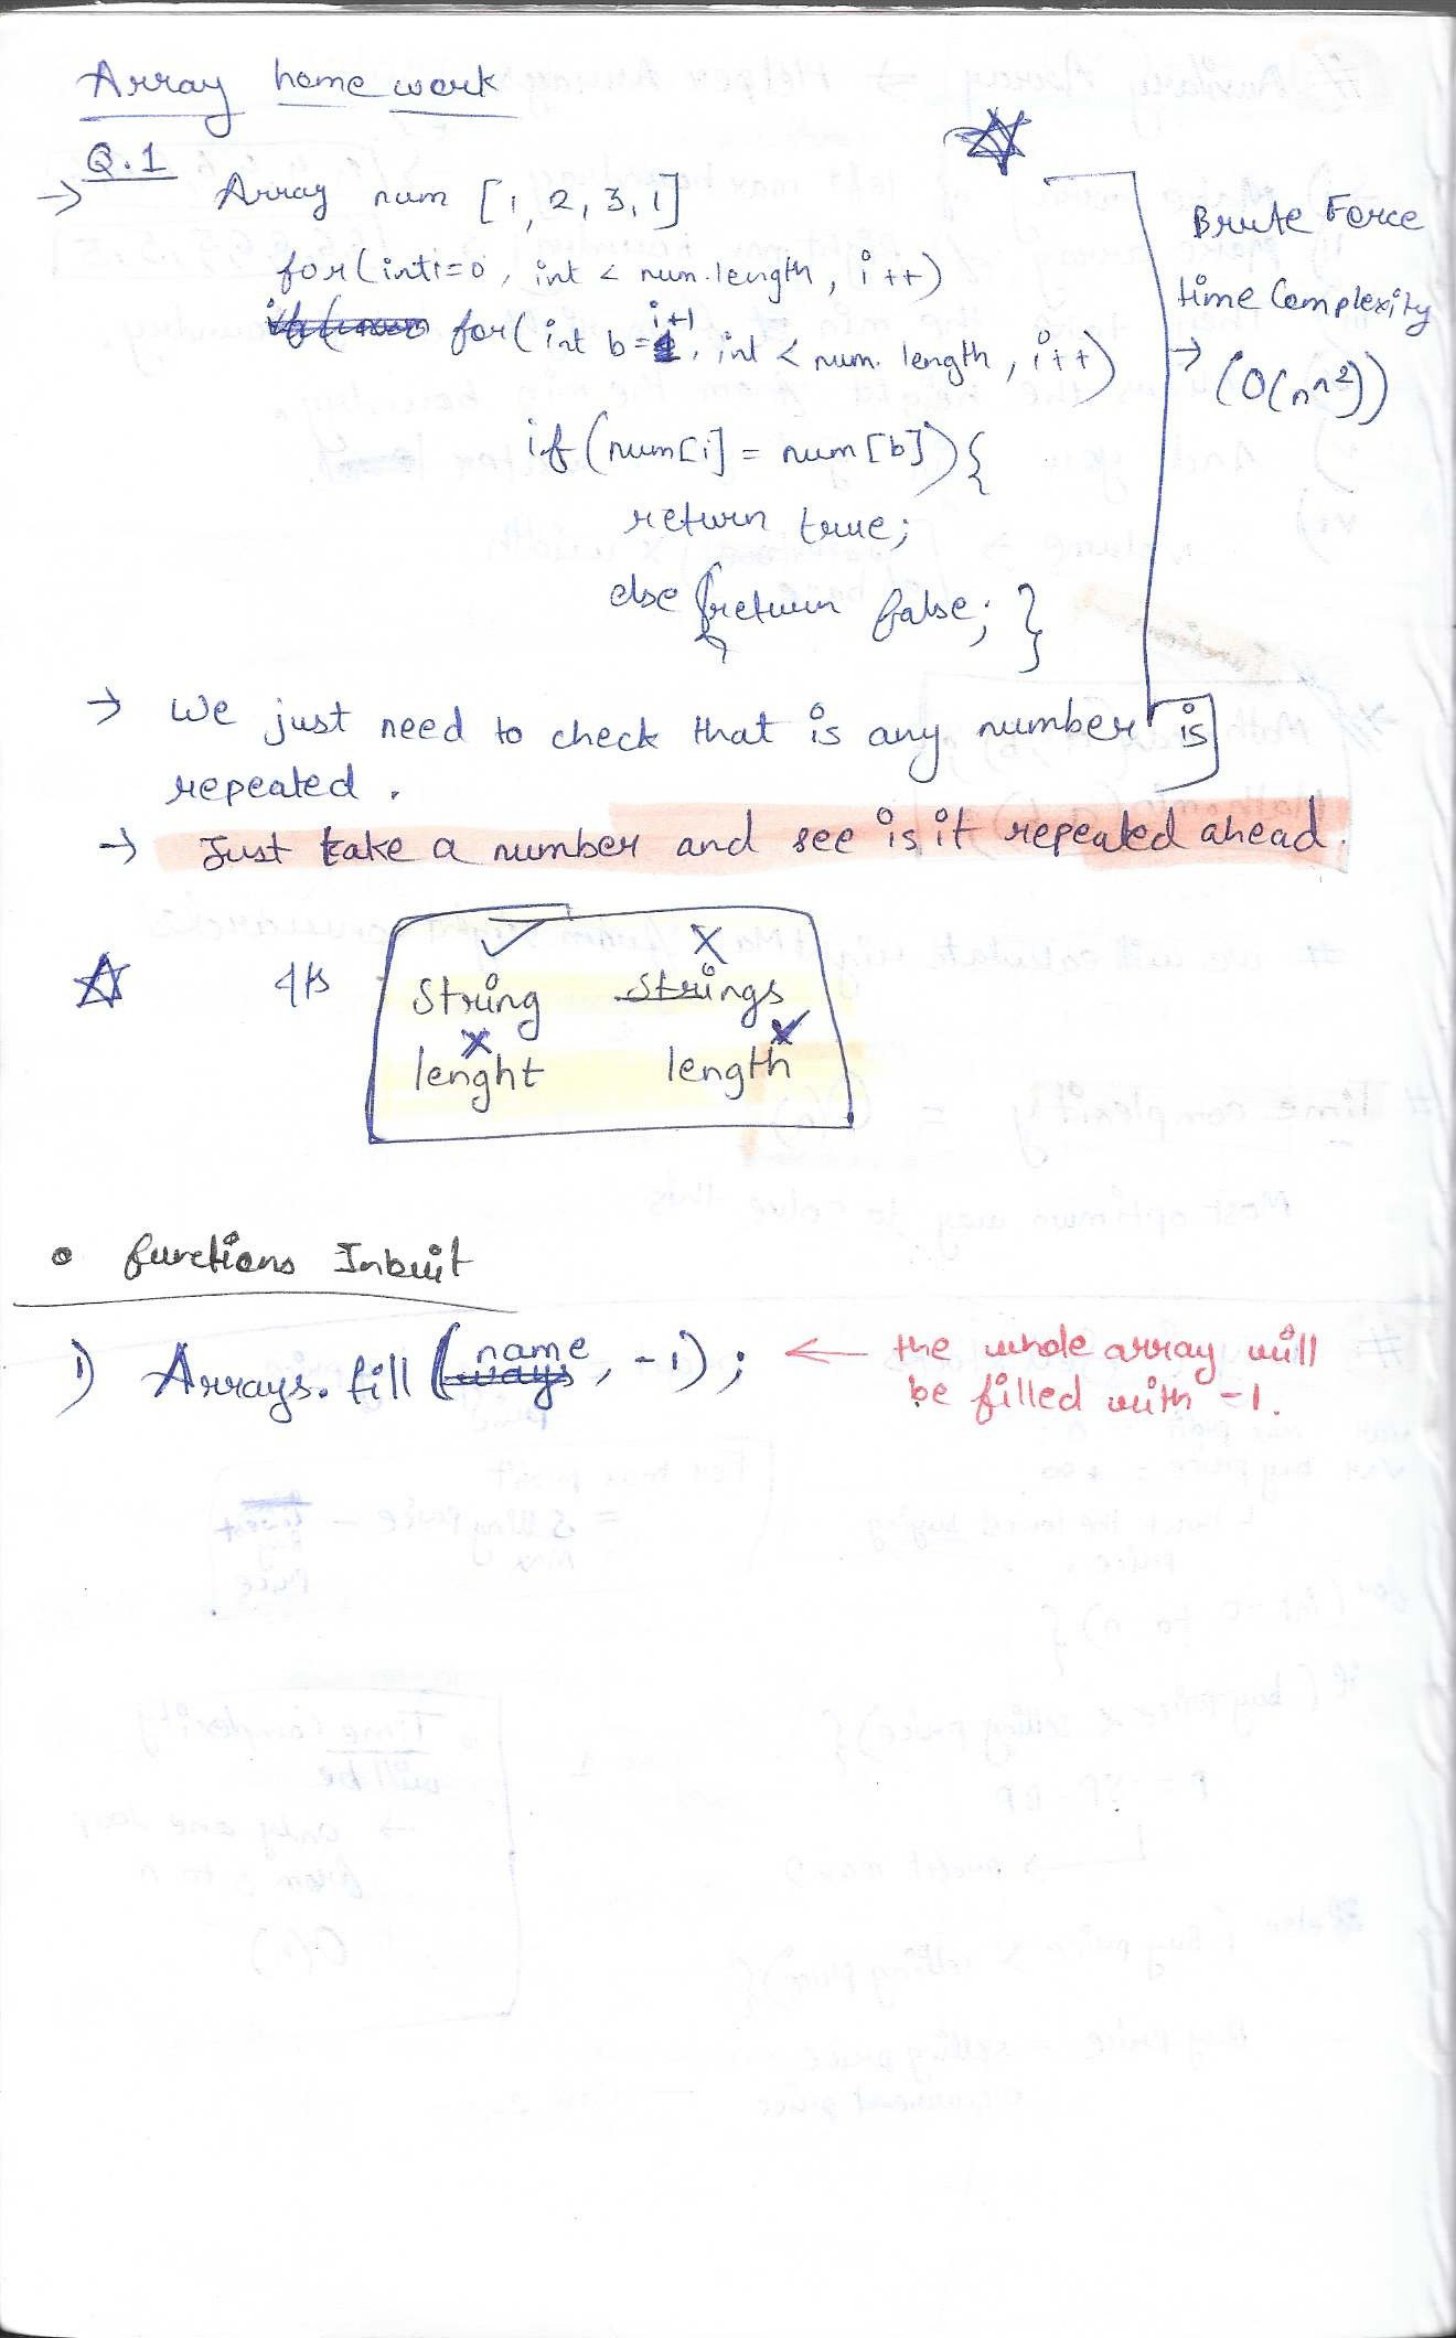 Array home work
Q.1
→ Array num [1, 2, 3, 1]
for(int i=0, int < num.length, i++)
for(int b=i+1, int < num. length, i++)
if(num[i] = num[b]){
return true;
else {return false; }
}
Brute Force
time Complexity
→ (O(n^2))
→ We just need to check that is any number is
repeated.
→ Just take a number and see is it repeated ahead.
✓ X
String Strings
X ✓
lenght length
• functions Inbuit
1) Arrays.fill(name, -1); ← the whole array will
be filled with -1.